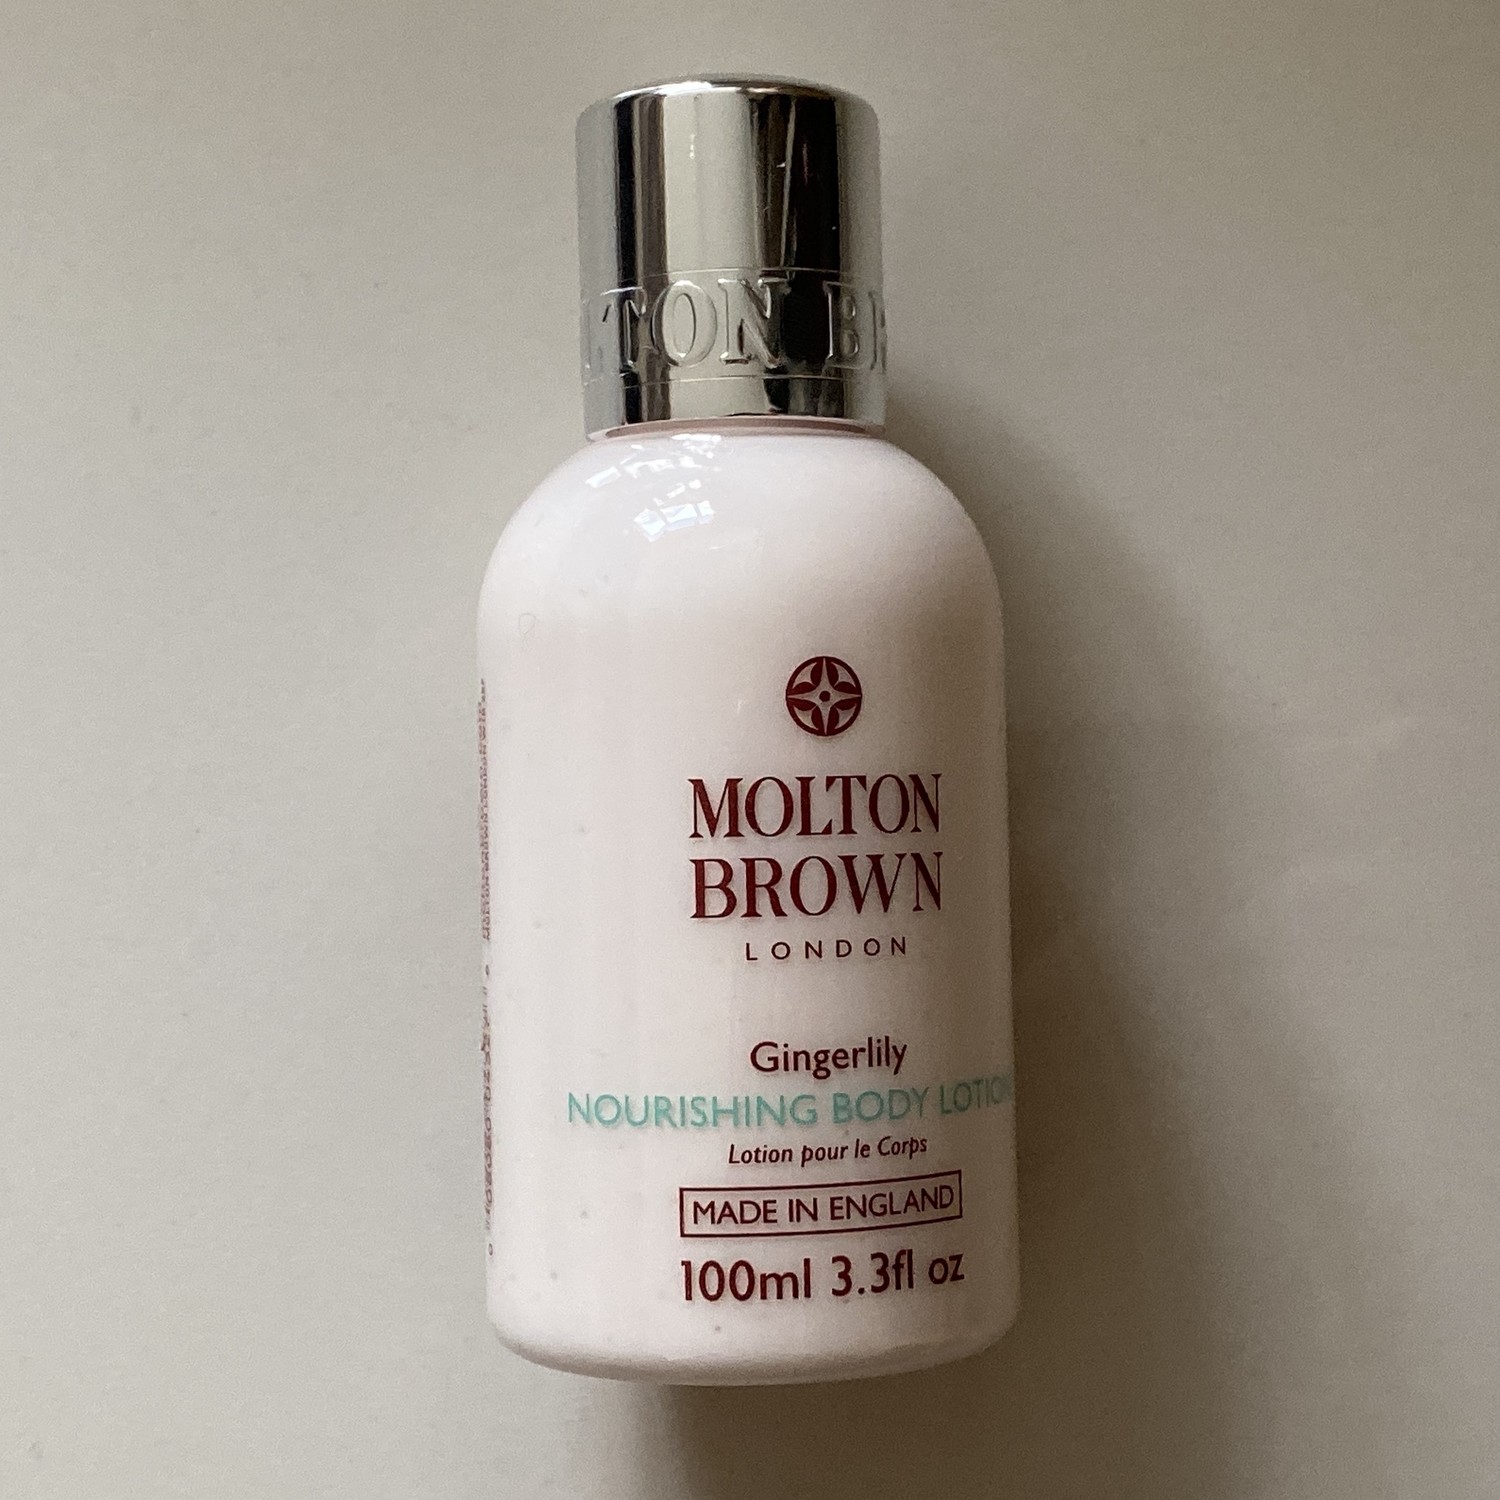 TON
MOLTON
BROWN
LONDON
Gingerlily
NOURISHING BODY LOTION
Lotion pour le Corps
MADE IN ENGLAND
100ml 3.3fl oz